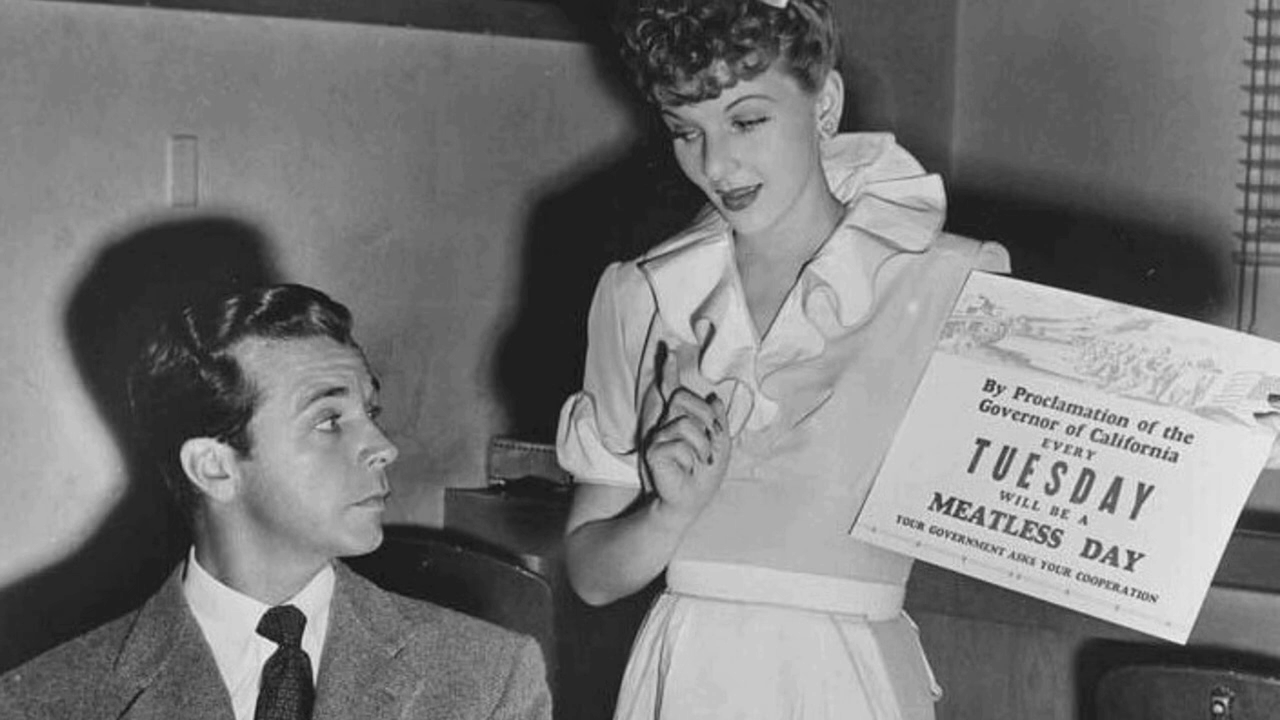 By Proclamation of the
Governor of California
EVERY
TUESDAY
WILL BE A
MEATLESS DAY
YOUR GOVERNMENT ASKS YOUR COOPERATION